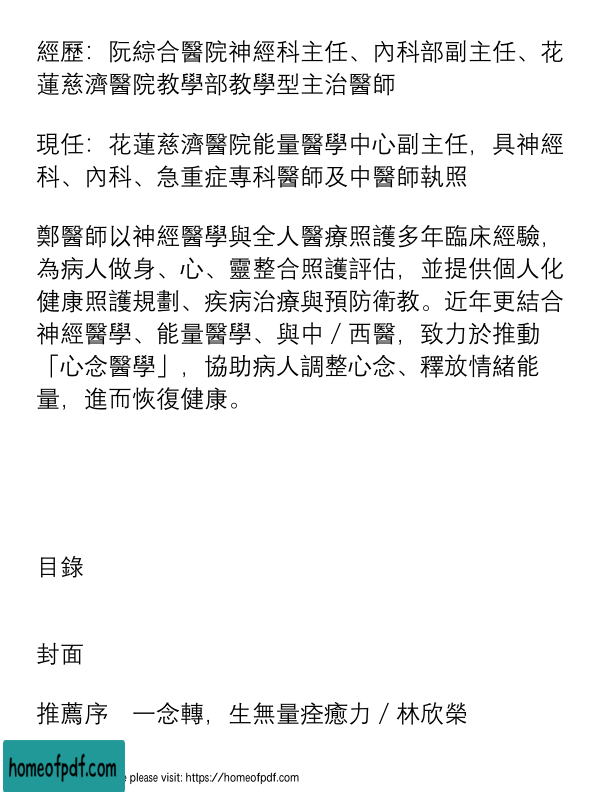 經歷：阮綜合醫院神經科主任、內科部副主任、花
蓮慈濟醫院教學部教學型主治醫師
現任：花蓮慈濟醫院能量醫學中心副主任，具神經
科、內科、急重症專科醫師及中醫師執照
鄭醫師以神經醫學與全人醫療照護多年臨床經驗，
為病人做身、心、靈整合照護評估，並提供個人化
健康照護規劃、疾病治療與預防衛教。近年更結合
神經醫學、能量醫學、與中／西醫，致力於推動
「心念醫學」，協助病人調整心念、釋放情緒能
量，進而恢復健康。
目錄
封面
推薦序　一念轉，生無量痊癒力／林欣榮
homeofpdf.com
please visit: https://homeofpdf.com